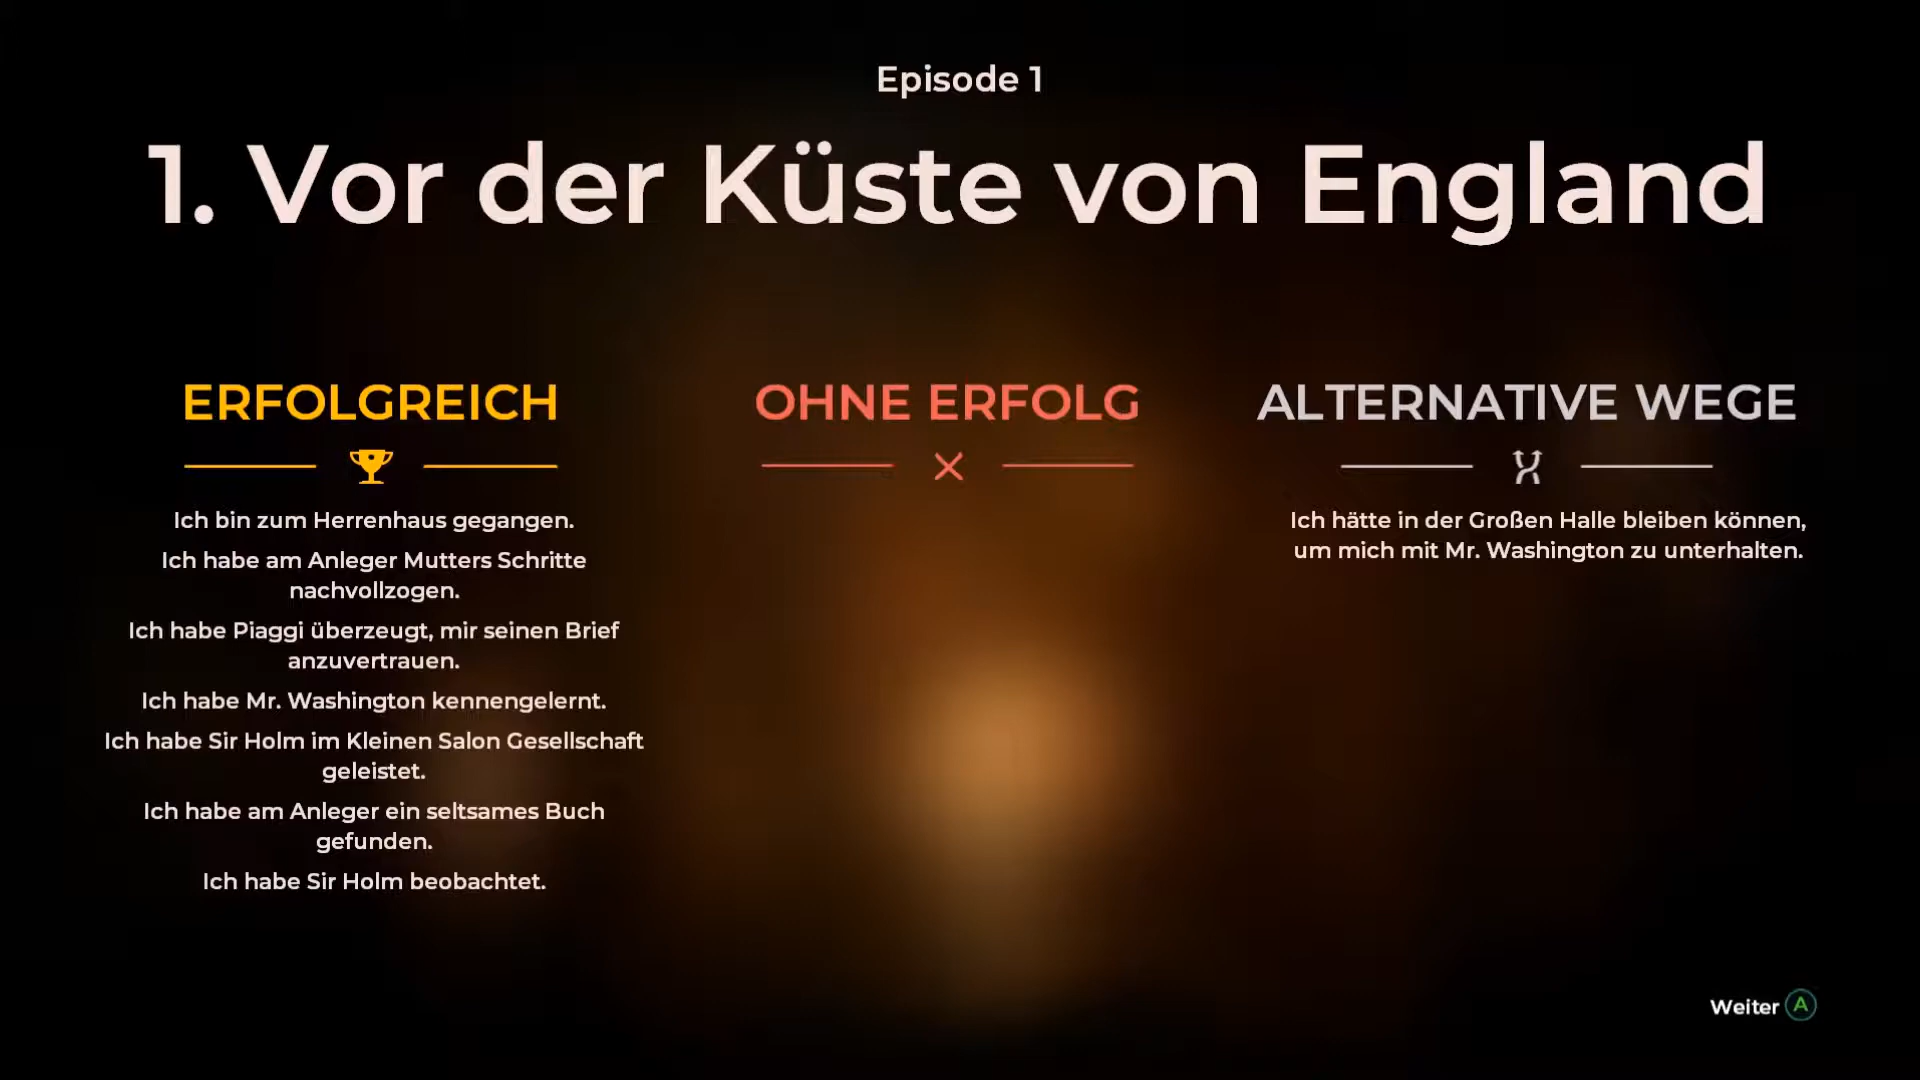 Episode 1
1. Vor der Küste von England
ERFOLGREICH
Ich bin zum Herrenhaus gegangen.
Ich habe am Anleger Mutters Schritte
nachvollzogen.
Ich habe Piaggi überzeugt, mir seinen Brief
anzuvertrauen.
Ich habe Mr. Washington kennengelernt.
Ich habe Sir Holm im Kleinen Salon Gesellschaft
geleistet.
Ich habe am Anleger ein seltsames Buch
gefunden.
Ich habe Sir Holm beobachtet.
OHNE ERFOLG
ALTERNATIVE WEGE
Ich hätte in der Großen Halle bleiben können,
um mich mit Mr. Washington zu unterhalten.
Weiter A